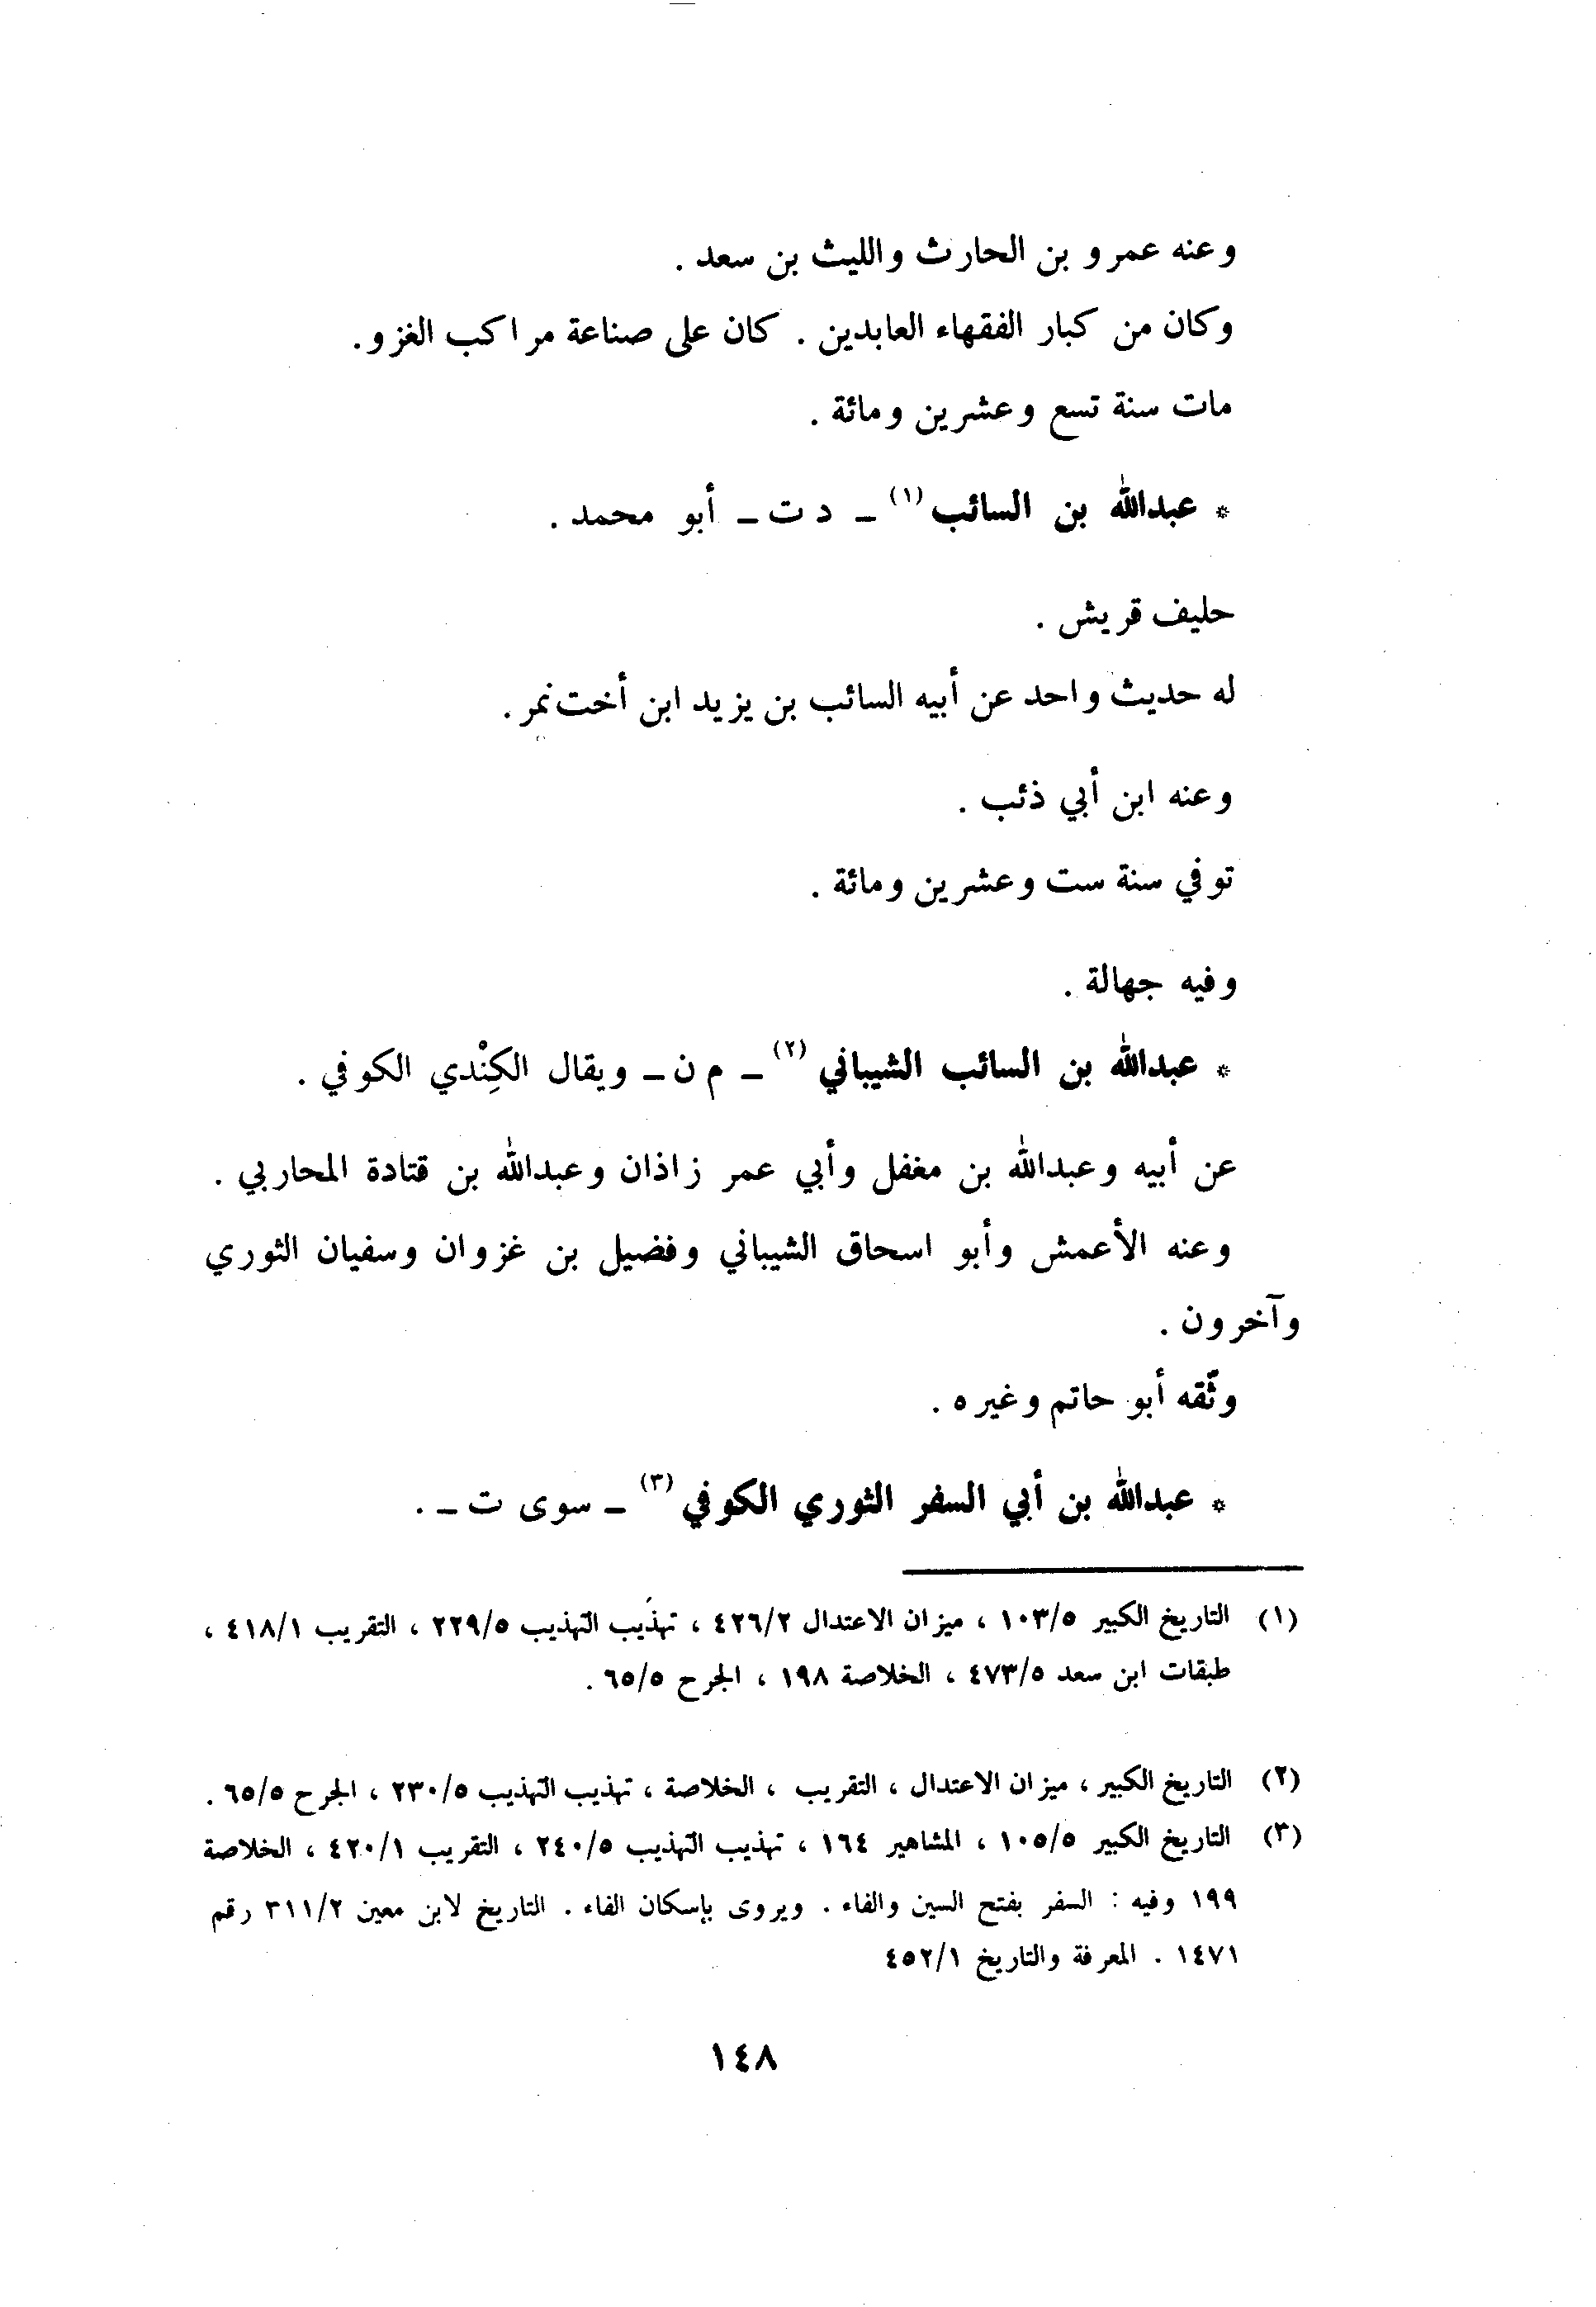 وعنه عمرو بن الحارث والليث بن سعد .
وكان من كبار الفقهاء العابدين . كان على صناعة مراكب الغزو .
مات سنة تسع وعشرين ومائة .
* عبدالله بن السائب (١) ــ د ت ــ أبو محمد .
حليف قريش .
له حديث واحد عن أبيه السائب بن يزيد ابن أخت نمر .
وعنه ابن أبي ذئب .
توفي سنة ست وعشرين ومائة .
وفيه جهالة .
* عبدالله بن السائب الشيباني (٢) ــ م ن ــ ويقال الكِنْدي الكوفي .
عن أبيه وعبدالله بن مغفل وأبي عمر زاذان وعبدالله بن قتادة المحاربي .
وعنه الأعمش وأبو اسحاق الشيباني وفضيل بن غزوان وسفيان الثوري
وآخرون .
وثّقه أبو حاتم وغيره .
* عبدالله بن أبي السفر الثوري الكوفي (٣) ــ سوى ت ــ .
(١) التاريخ الكبير ١٠٣/٥ ، ميزان الاعتدال ٤٢٦/٢ ، تهذيب التهذيب ٢٢٩/٥ ، التقريب ٤١٨/١ ،
طبقات ابن سعد ٤٧٣/٥ ، الخلاصة ١٩٨ ، الجرح ٦٥/٥ .
(٢) التاريخ الكبير ، ميزان الاعتدال ، التقريب ، الخلاصة ، تهذيب التهذيب ٢٣٠/٥ ، الجرح ٦٥/٥ .
(٣) التاريخ الكبير ١٠٥/٥ ، المشاهير ١٦٤ ، تهذيب التهذيب ٢٤٠/٥ ، التقريب ٤٢٠/١ ، الخلاصة
١٩٩ وفيه : السفر بفتح السين والفاء . ويروى بإسكان الفاء . التاريخ لابن معين ٣١١/٢ رقم
١٤٧١ . المعرفة والتاريخ ٤٥٢/١
١٤٨